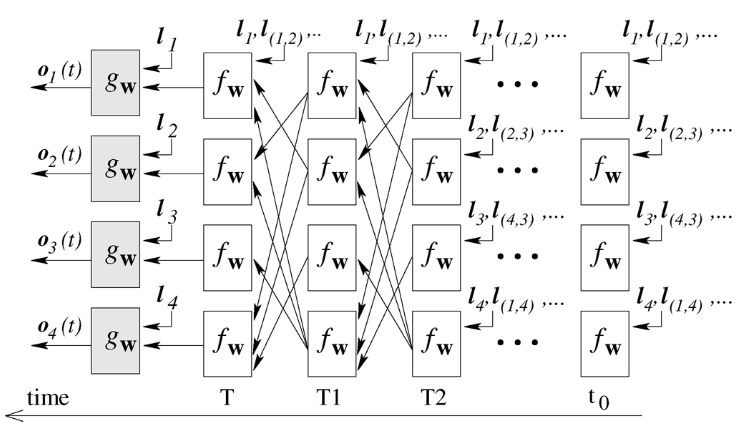 l1 l1,l(1,2),.. l1,l(1,2),... l1,l(1,2),... l1,l(1,2),...
o1(t) gw fw fw fw ... fw
l2 l2,l(2,3),... l2,l(2,3),...
o2(t) gw fw fw fw ... fw
l3 l3,l(4,3),... l3,l(4,3),...
o3(t) gw fw fw fw ... fw
l4 l4,l(1,4),... l4,l(1,4),...
o4(t) gw fw fw fw ... fw
time T T1 T2 t0